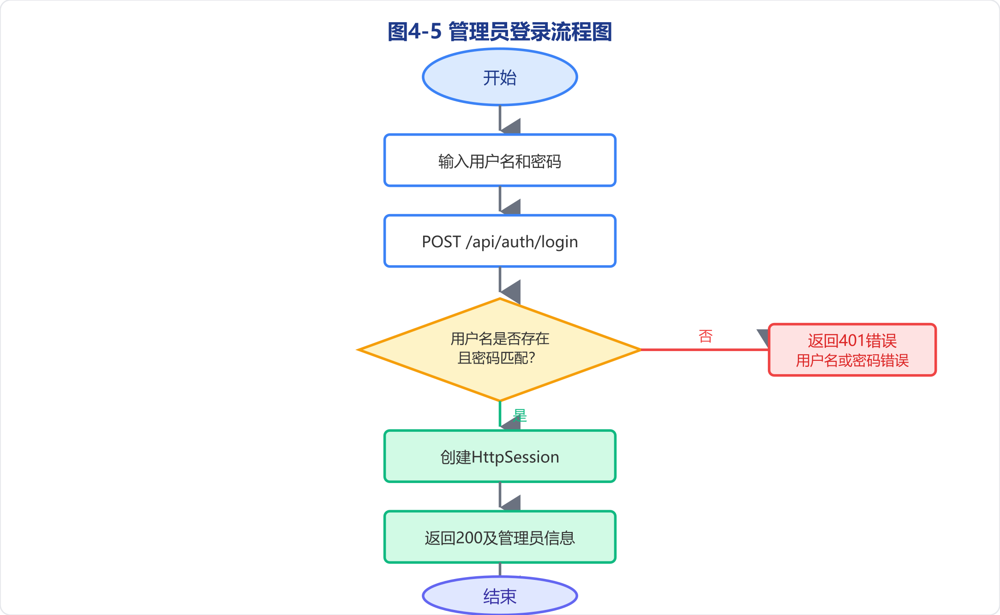 图4-5 管理员登录流程图
开始
输入用户名和密码
POST /api/auth/login
用户名是否存在
且密码匹配？
否
返回401错误
用户名或密码错误
是
创建HttpSession
返回200及管理员信息
结束